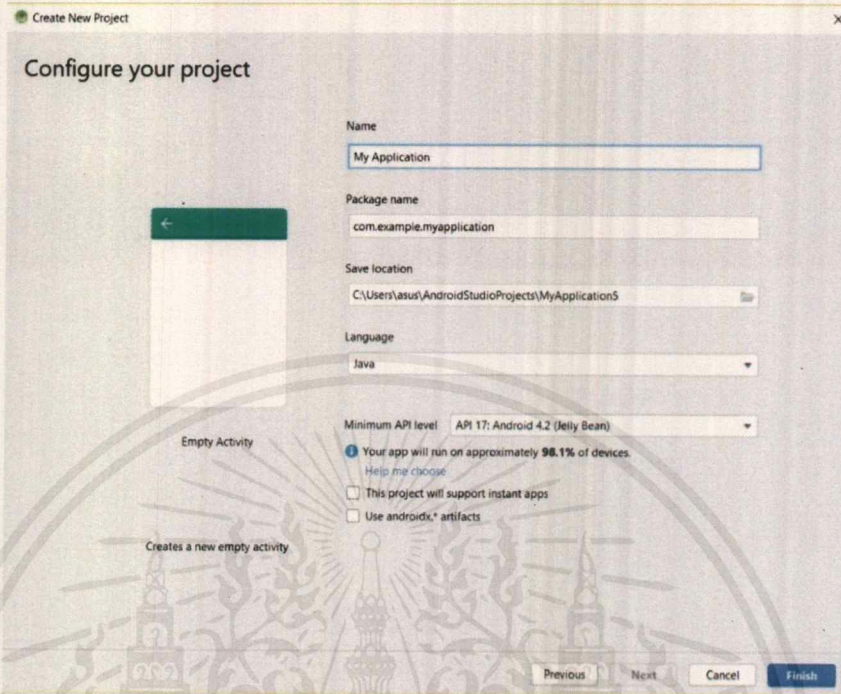 Create New Project
Configure your project
Name
My Application
Package name
com.example.myapplication
Save location
C:\Users\asus\AndroidStudioProjects\MyApplication5
Language
Java
Minimum API level API 17: Android 4.2 (Jelly Bean)
Your app will run on approximately 98.1% of devices.
Help me choose
This project will support instant apps
Use androidx.* artifacts
Empty Activity
Creates a new empty activity
Previous Next Cancel Finish